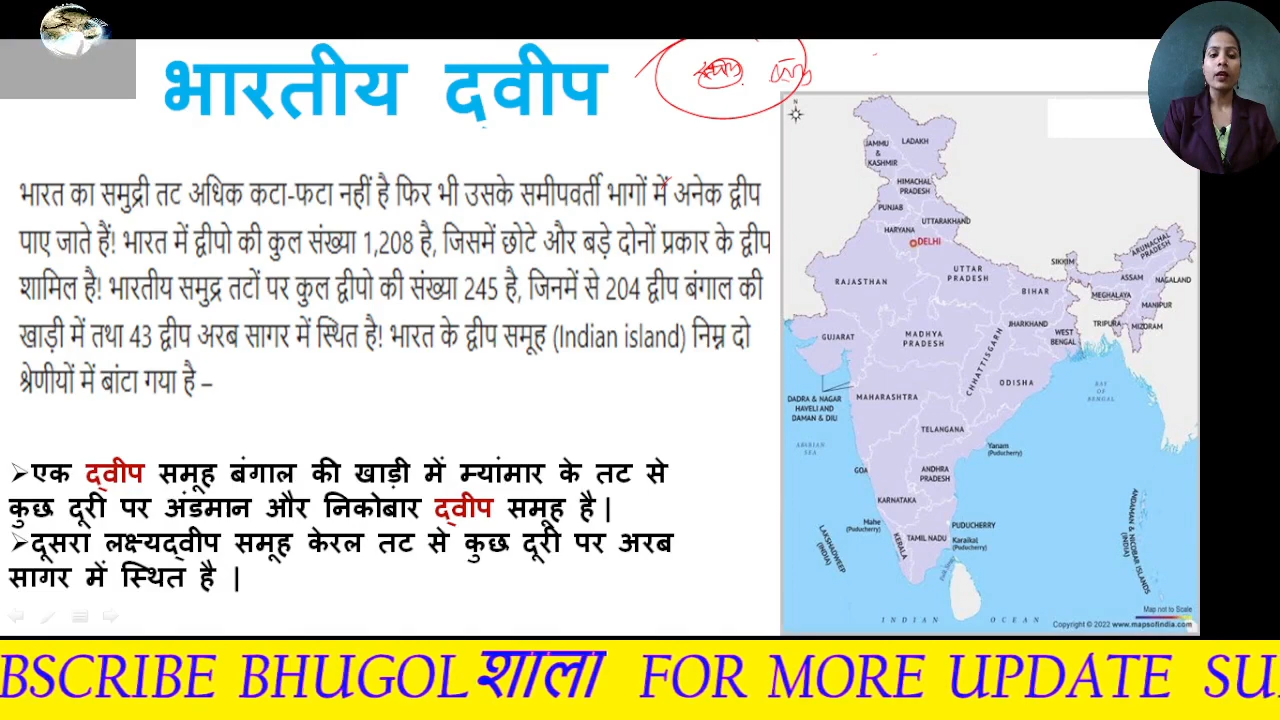 भारतीय द्वीप
भारत का समुद्री तट अधिक कटा-फटा नहीं है फिर भी उसके समीपवर्ती भागों में अनेक द्वीप
पाए जाते हैं! भारत में द्वीपो की कुल संख्या 1,208 है, जिसमें छोटे और बड़े दोनों प्रकार के द्वीप
शामिल है! भारतीय समुद्र तटों पर कुल द्वीपो की संख्या 245 है, जिनमें से 204 द्वीप बंगाल की
खाड़ी में तथा 43 द्वीप अरब सागर में स्थित है! भारत के द्वीप समूह (Indian island) निम्न दो
श्रेणीयों में बांटा गया है –
➢एक द्वीप समूह बंगाल की खाड़ी में म्यांमार के तट से
कुछ दूरी पर अंडमान और निकोबार द्वीप समूह है |
➢दूसरा लक्ष्यद्वीप समूह केरल तट से कुछ दूरी पर अरब
सागर में स्थित है |
N
JAMMU
&
KASHMIR
LADAKH
HIMACHAL
PRADESH
PUNJAB
UTTARAKHAND
HARYANA
DELHI
RAJASTHAN
UTTAR
PRADESH
SIKKIM
ARUNACHAL
PRADESH
ASSAM
NAGALAND
BIHAR
MEGHALAYA
MANIPUR
GUJARAT
MADHYA
PRADESH
JHARKHAND
WEST
BENGAL
TRIPURA
MIZORAM
CHHATTISGARH
ODISHA
DADRA & NAGAR
HAVELI AND
DAMAN & DIU
MAHARASHTRA
BAY
OF
BENGAL
TELANGANA
ARABIAN
SEA
Yanam
(Puducherry)
GOA
ANDHRA
PRADESH
KARNATAKA
Mahe
(Puducherry)
PUDUCHERRY
KERALA
TAMIL NADU
Karaikal
(Puducherry)
LAKSHADWEEP
(INDIA)
ANDAMAN & NICOBAR ISLANDS
(INDIA)
INDIAN OCEAN
Map not to Scale
Copyright © 2022 www.mapsofindia.com
BSCRIBE BHUGOL शाला FOR MORE UPDATE SU